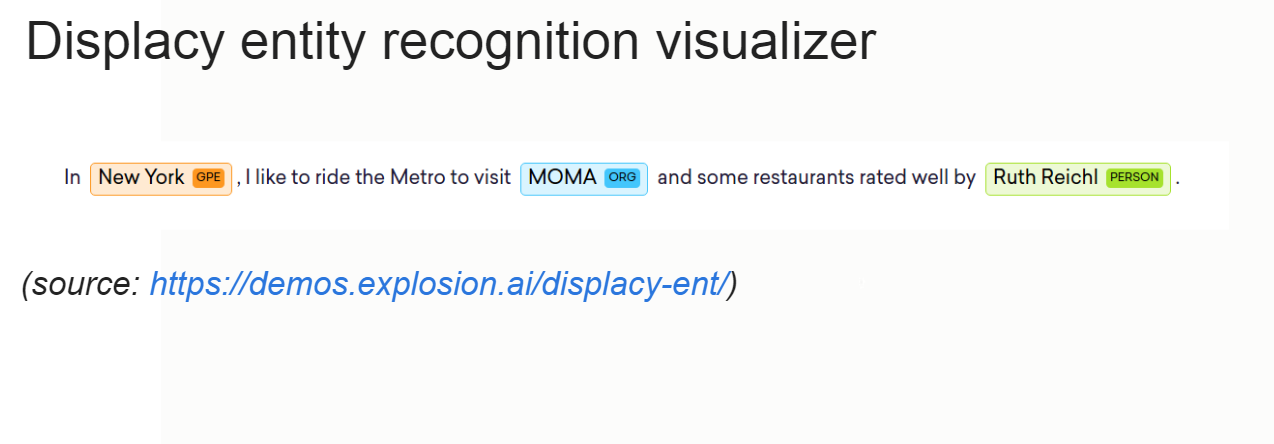 Displacy entity recognition visualizer
In New York GPE , I like to ride the Metro to visit MOMA ORG and some restaurants rated well by Ruth Reichl PERSON .
(source: https://demos.explosion.ai/displacy-ent/)